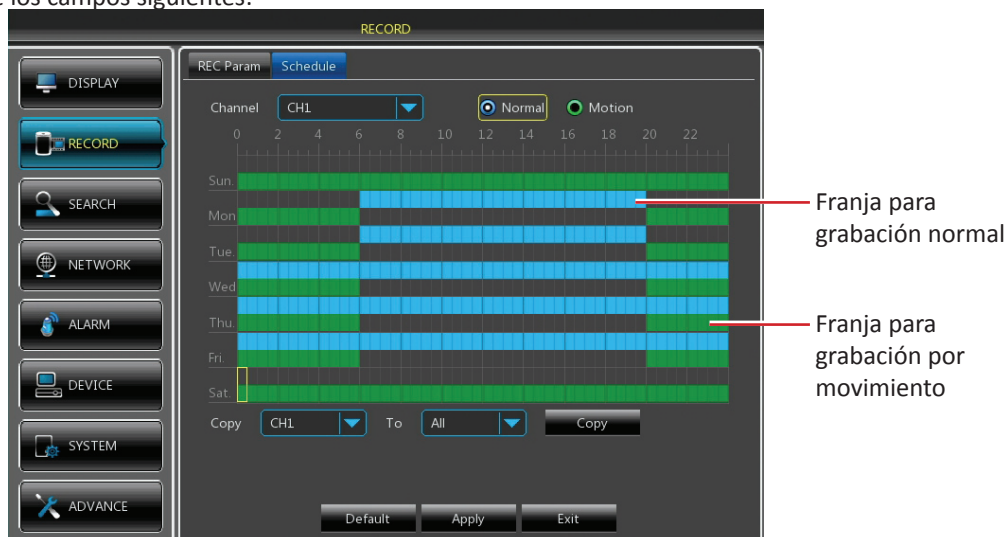 e los campos siguientes:
RECORD
DISPLAY
RECORD
SEARCH
NETWORK
ALARM
DEVICE
SYSTEM
ADVANCE
REC Param Schedule
Channel CH1 Normal Motion
0 2 4 6 8 10 12 14 16 18 20 22
Sun.
Mon
Tue.
Wed
Thu.
Fri.
Sat.
Copy CH1 To All Copy
Default Apply Exit
Franja para
grabación normal
Franja para
grabación por
movimiento